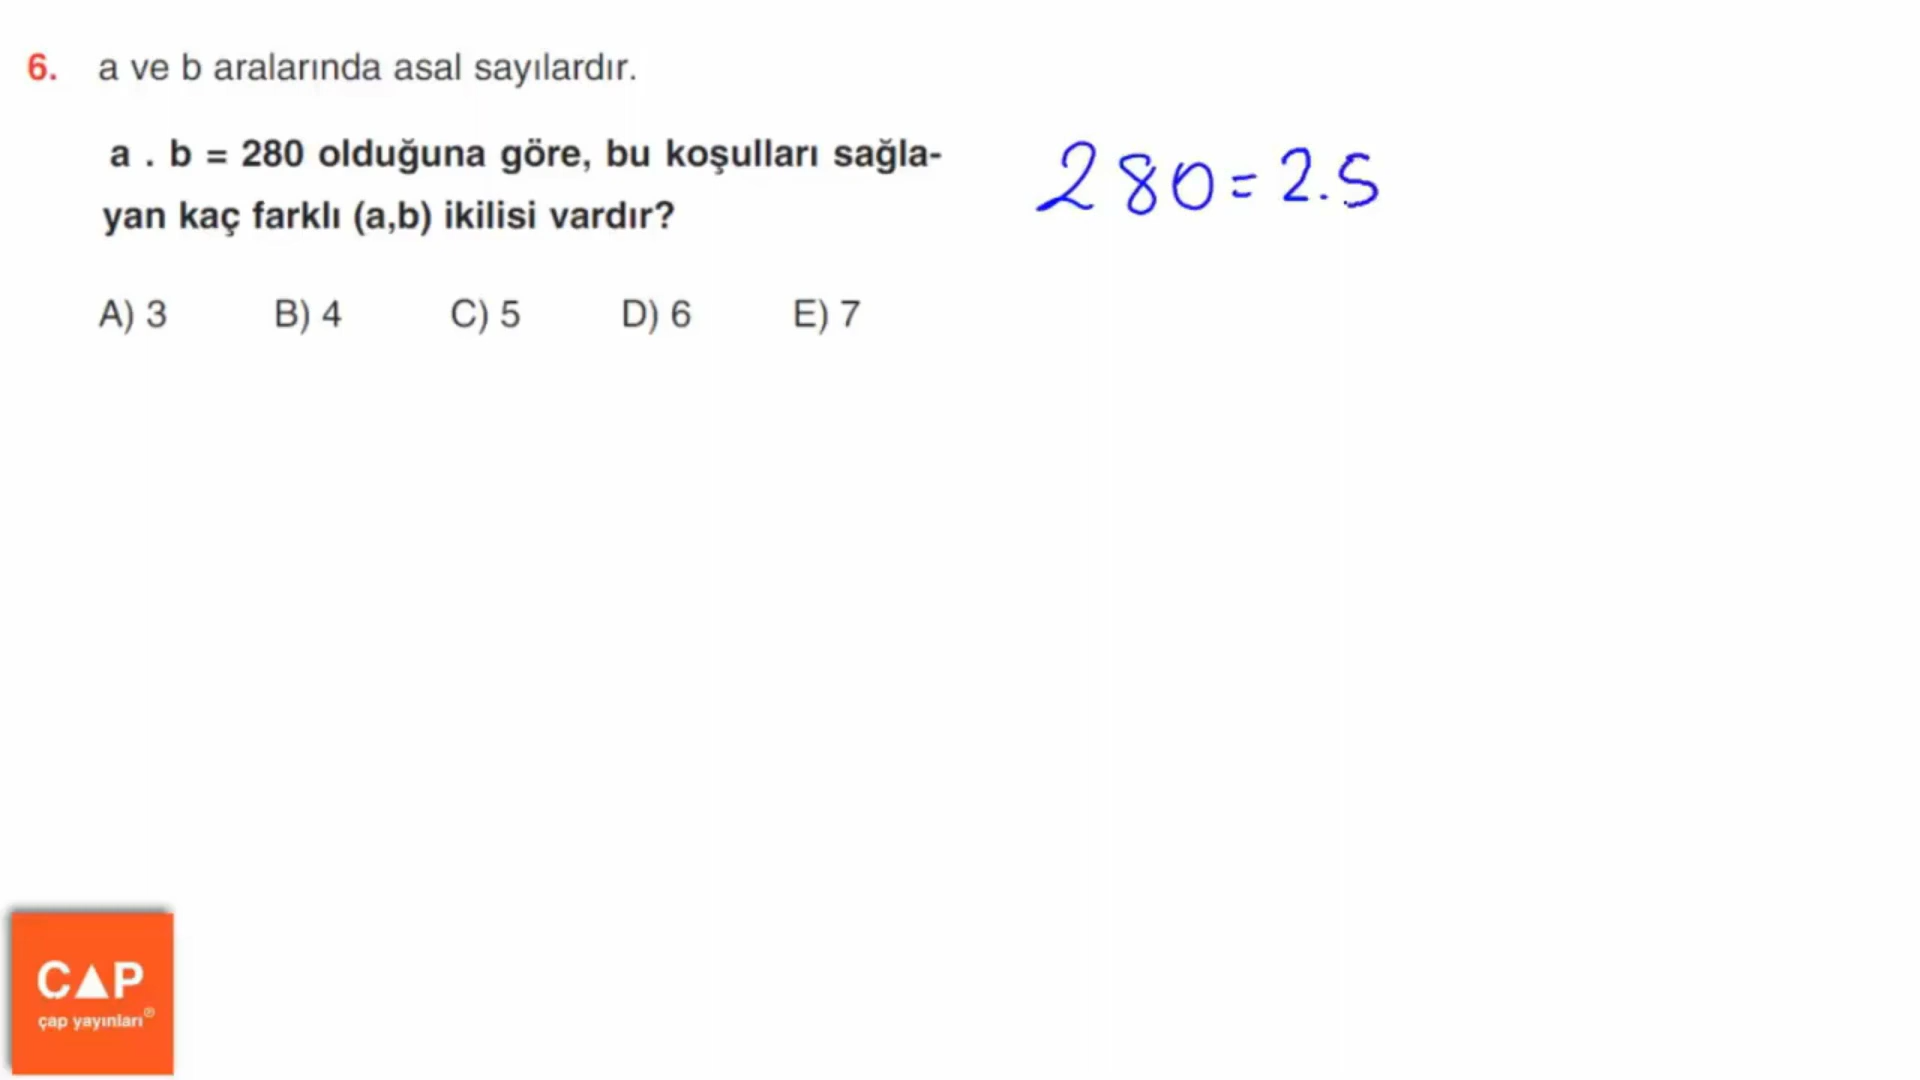 6. a ve b aralarında asal sayılardır.
a . b = 280 olduğuna göre, bu koşulları sağla-
yan kaç farklı (a,b) ikilisi vardır?
A) 3 B) 4 C) 5 D) 6 E) 7
280=2.5
CAP
çap yayınları®